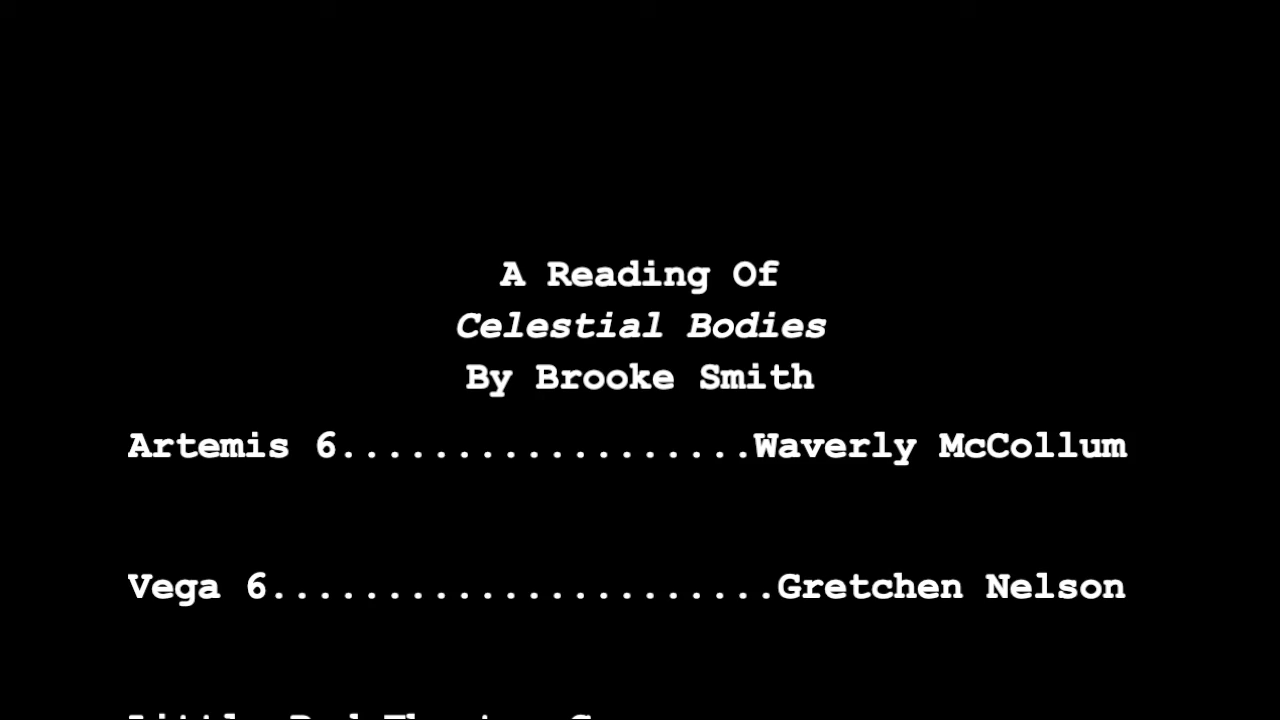 A Reading Of
Celestial Bodies
By Brooke Smith
Artemis 6..................Waverly McCollum
Vega 6......................Gretchen Nelson